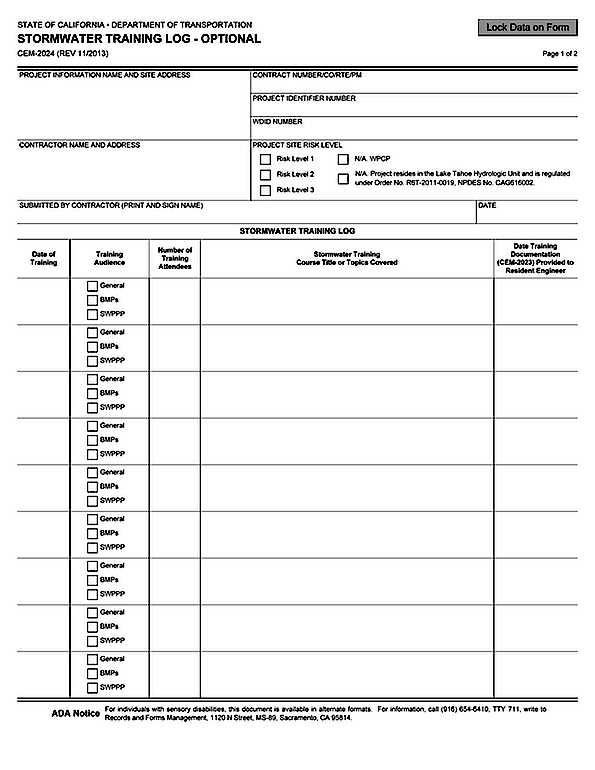 STATE OF CALIFORNIA • DEPARTMENT OF TRANSPORTATION
STORMWATER TRAINING LOG - OPTIONAL
CEM-2024 (REV 11/2013)
Lock Data on Form
Page 1 of 2
PROJECT INFORMATION NAME AND SITE ADDRESS
CONTRACT NUMBER/CO/RTE/PM
PROJECT IDENTIFIER NUMBER
WDID NUMBER
CONTRACTOR NAME AND ADDRESS
PROJECT SITE RISK LEVEL
Risk Level 1
N/A. WPCP
Risk Level 2
N/A. Project resides in the Lake Tahoe Hydrologic Unit and is regulated
under Order No. R6T-2011-0019, NPDES No. CAG616002.
Risk Level 3
SUBMITTED BY CONTRACTOR (PRINT AND SIGN NAME)
DATE
STORMWATER TRAINING LOG
Date of
Training
Training
Audience
Number of
Training
Attendees
Stormwater Training
Course Title or Topics Covered
Date Training
Documentation
(CEM-2023) Provided to
Resident Engineer
General
BMPs
SWPPP
General
BMPs
SWPPP
General
BMPs
SWPPP
General
BMPs
SWPPP
General
BMPs
SWPPP
General
BMPs
SWPPP
General
BMPs
SWPPP
General
BMPs
SWPPP
General
BMPs
SWPPP
ADA Notice
For individuals with sensory disabilities, this document is available in alternate formats. For information, call (916) 654-6410, TTY 711, write to
Records and Forms Management, 1120 N Street, MS-89, Sacramento, CA 95814.